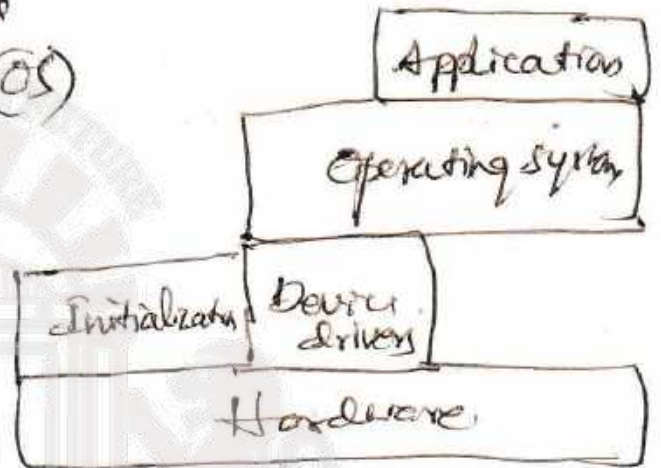 OS)
Application
Operating System
Initialization Device
drivers
Hardware